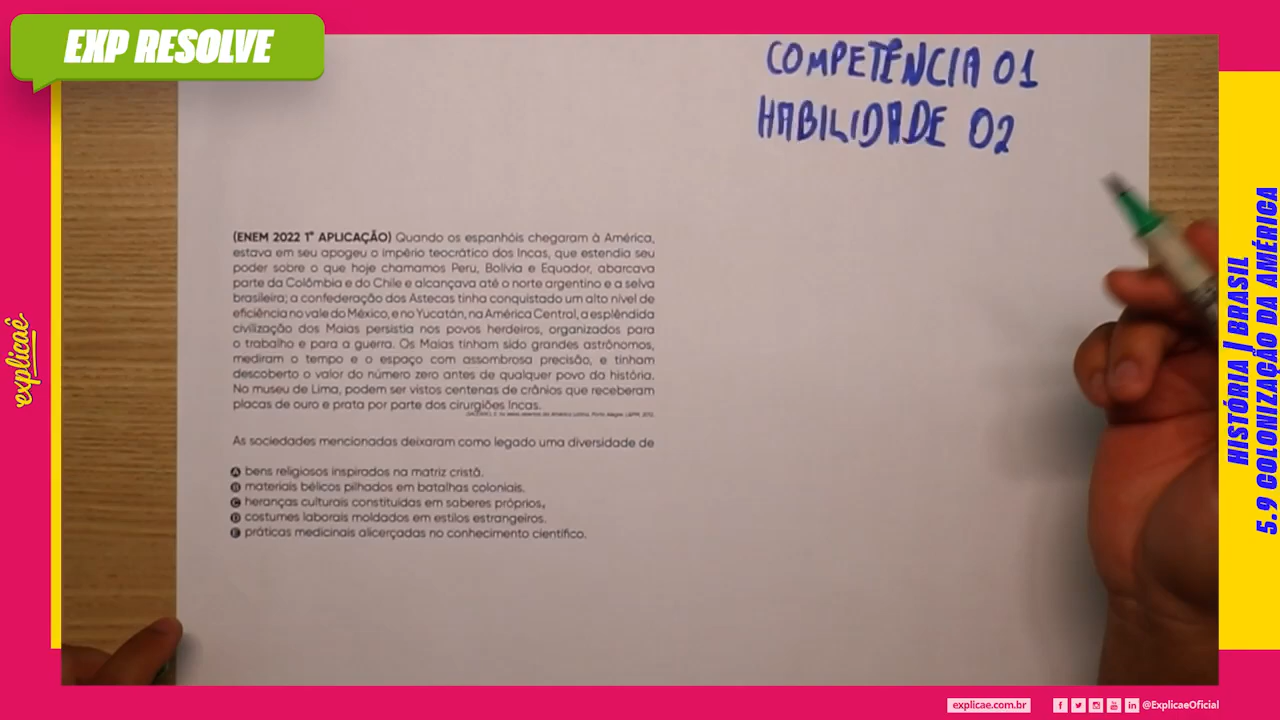 EXP RESOLVE
COMPETÊNCIA 01
HABILIDADE 02
(ENEM 2022 1ª APLICAÇÃO) Quando os espanhóis chegaram à América,
estava em seu apogeu o império teocrático dos Incas, que estendia seu
poder sobre o que hoje chamamos Peru, Bolívia e Equador, abarcava
parte da Colômbia e do Chile e alcançava até o norte argentino e a selva
brasileira; a confederação dos Astecas tinha conquistado um alto nível de
eficiência no vale do México, e no Yucatán, na América Central, a esplêndida
civilização dos Maias persistia nos povos herdeiros, organizados para
o trabalho e para a guerra. Os Maias tinham sido grandes astrônomos,
mediram o tempo e o espaço com assombrosa precisão, e tinham
descoberto o valor do número zero antes de qualquer povo da história.
No museu de Lima, podem ser vistos centenas de crânios que receberam
placas de ouro e prata por parte dos cirurgiões Incas.
As sociedades mencionadas deixaram como legado uma diversidade de
A bens religiosos inspirados na matriz cristã.
B materiais bélicos pilhados em batalhas coloniais.
C heranças culturais constituídas em saberes próprios.
D costumes laborais moldados em estilos estrangeiros.
E práticas medicinais alicerçadas no conhecimento científico.
explicaê
HISTÓRIA | BRASIL
5.9 COLONIZAÇÃO DA AMÉRICA
explicae.com.br
@ExplicaeOficial